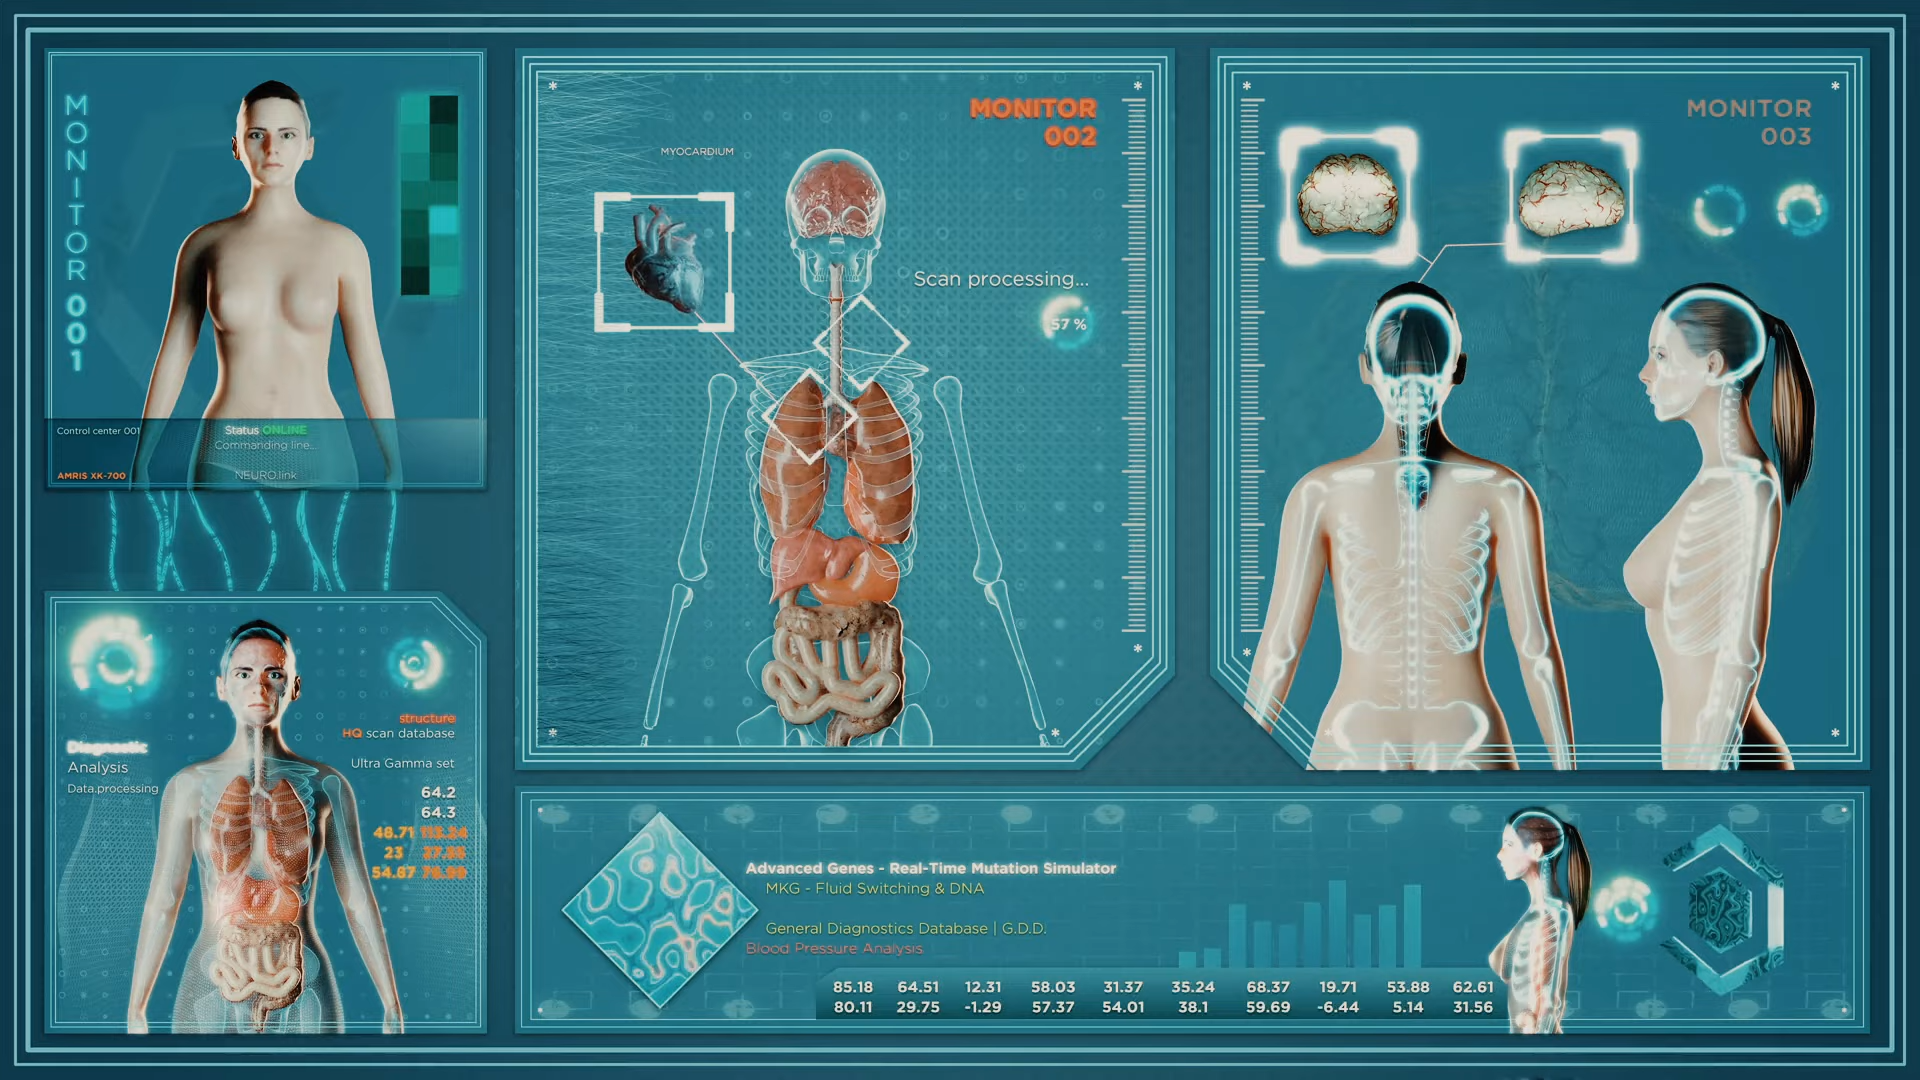 MONITOR 001
Control center 001
Status ONLINE
Commanding line...
AMRIS XK-700
NEURO.link
MONITOR
002
MYOCARDIUM
Scan processing...
57 %
MONITOR
003
structure
HQ scan database
Ultra Gamma set
Diagnostic
Analysis
Data.processing
64.2
64.3
48.71
23
54.87
Advanced Genes - Real-Time Mutation Simulator
MKG - Fluid Switching & DNA
General Diagnostics Database | G.D.D.
Blood Pressure Analysis
85.18 64.51 12.31 58.03 31.37 35.24 68.37 19.71 53.88 62.61
80.11 29.75 -1.29 57.37 54.01 38.1 59.69 -6.44 5.14 31.56